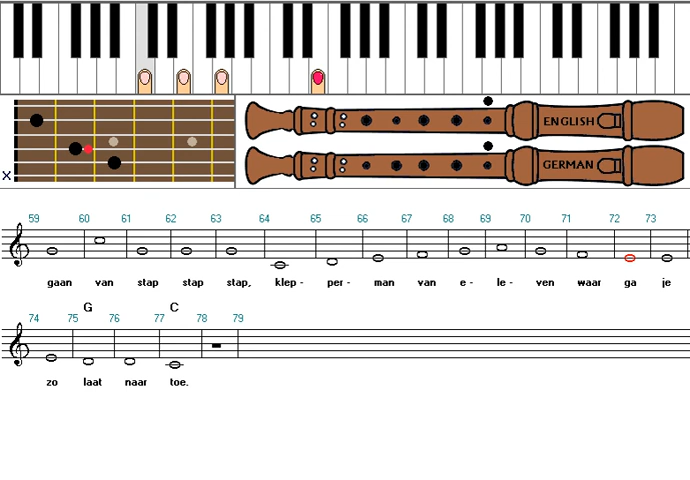 ENGLISH
GERMAN
x
59 60 61 62 63 64 65 66 67 68 69 70 71 72 73
gaan van stap stap stap, klep- per- man van e- le- ven waar ga je
G C
74 75 76 77 78 79
zo laat naar toe.